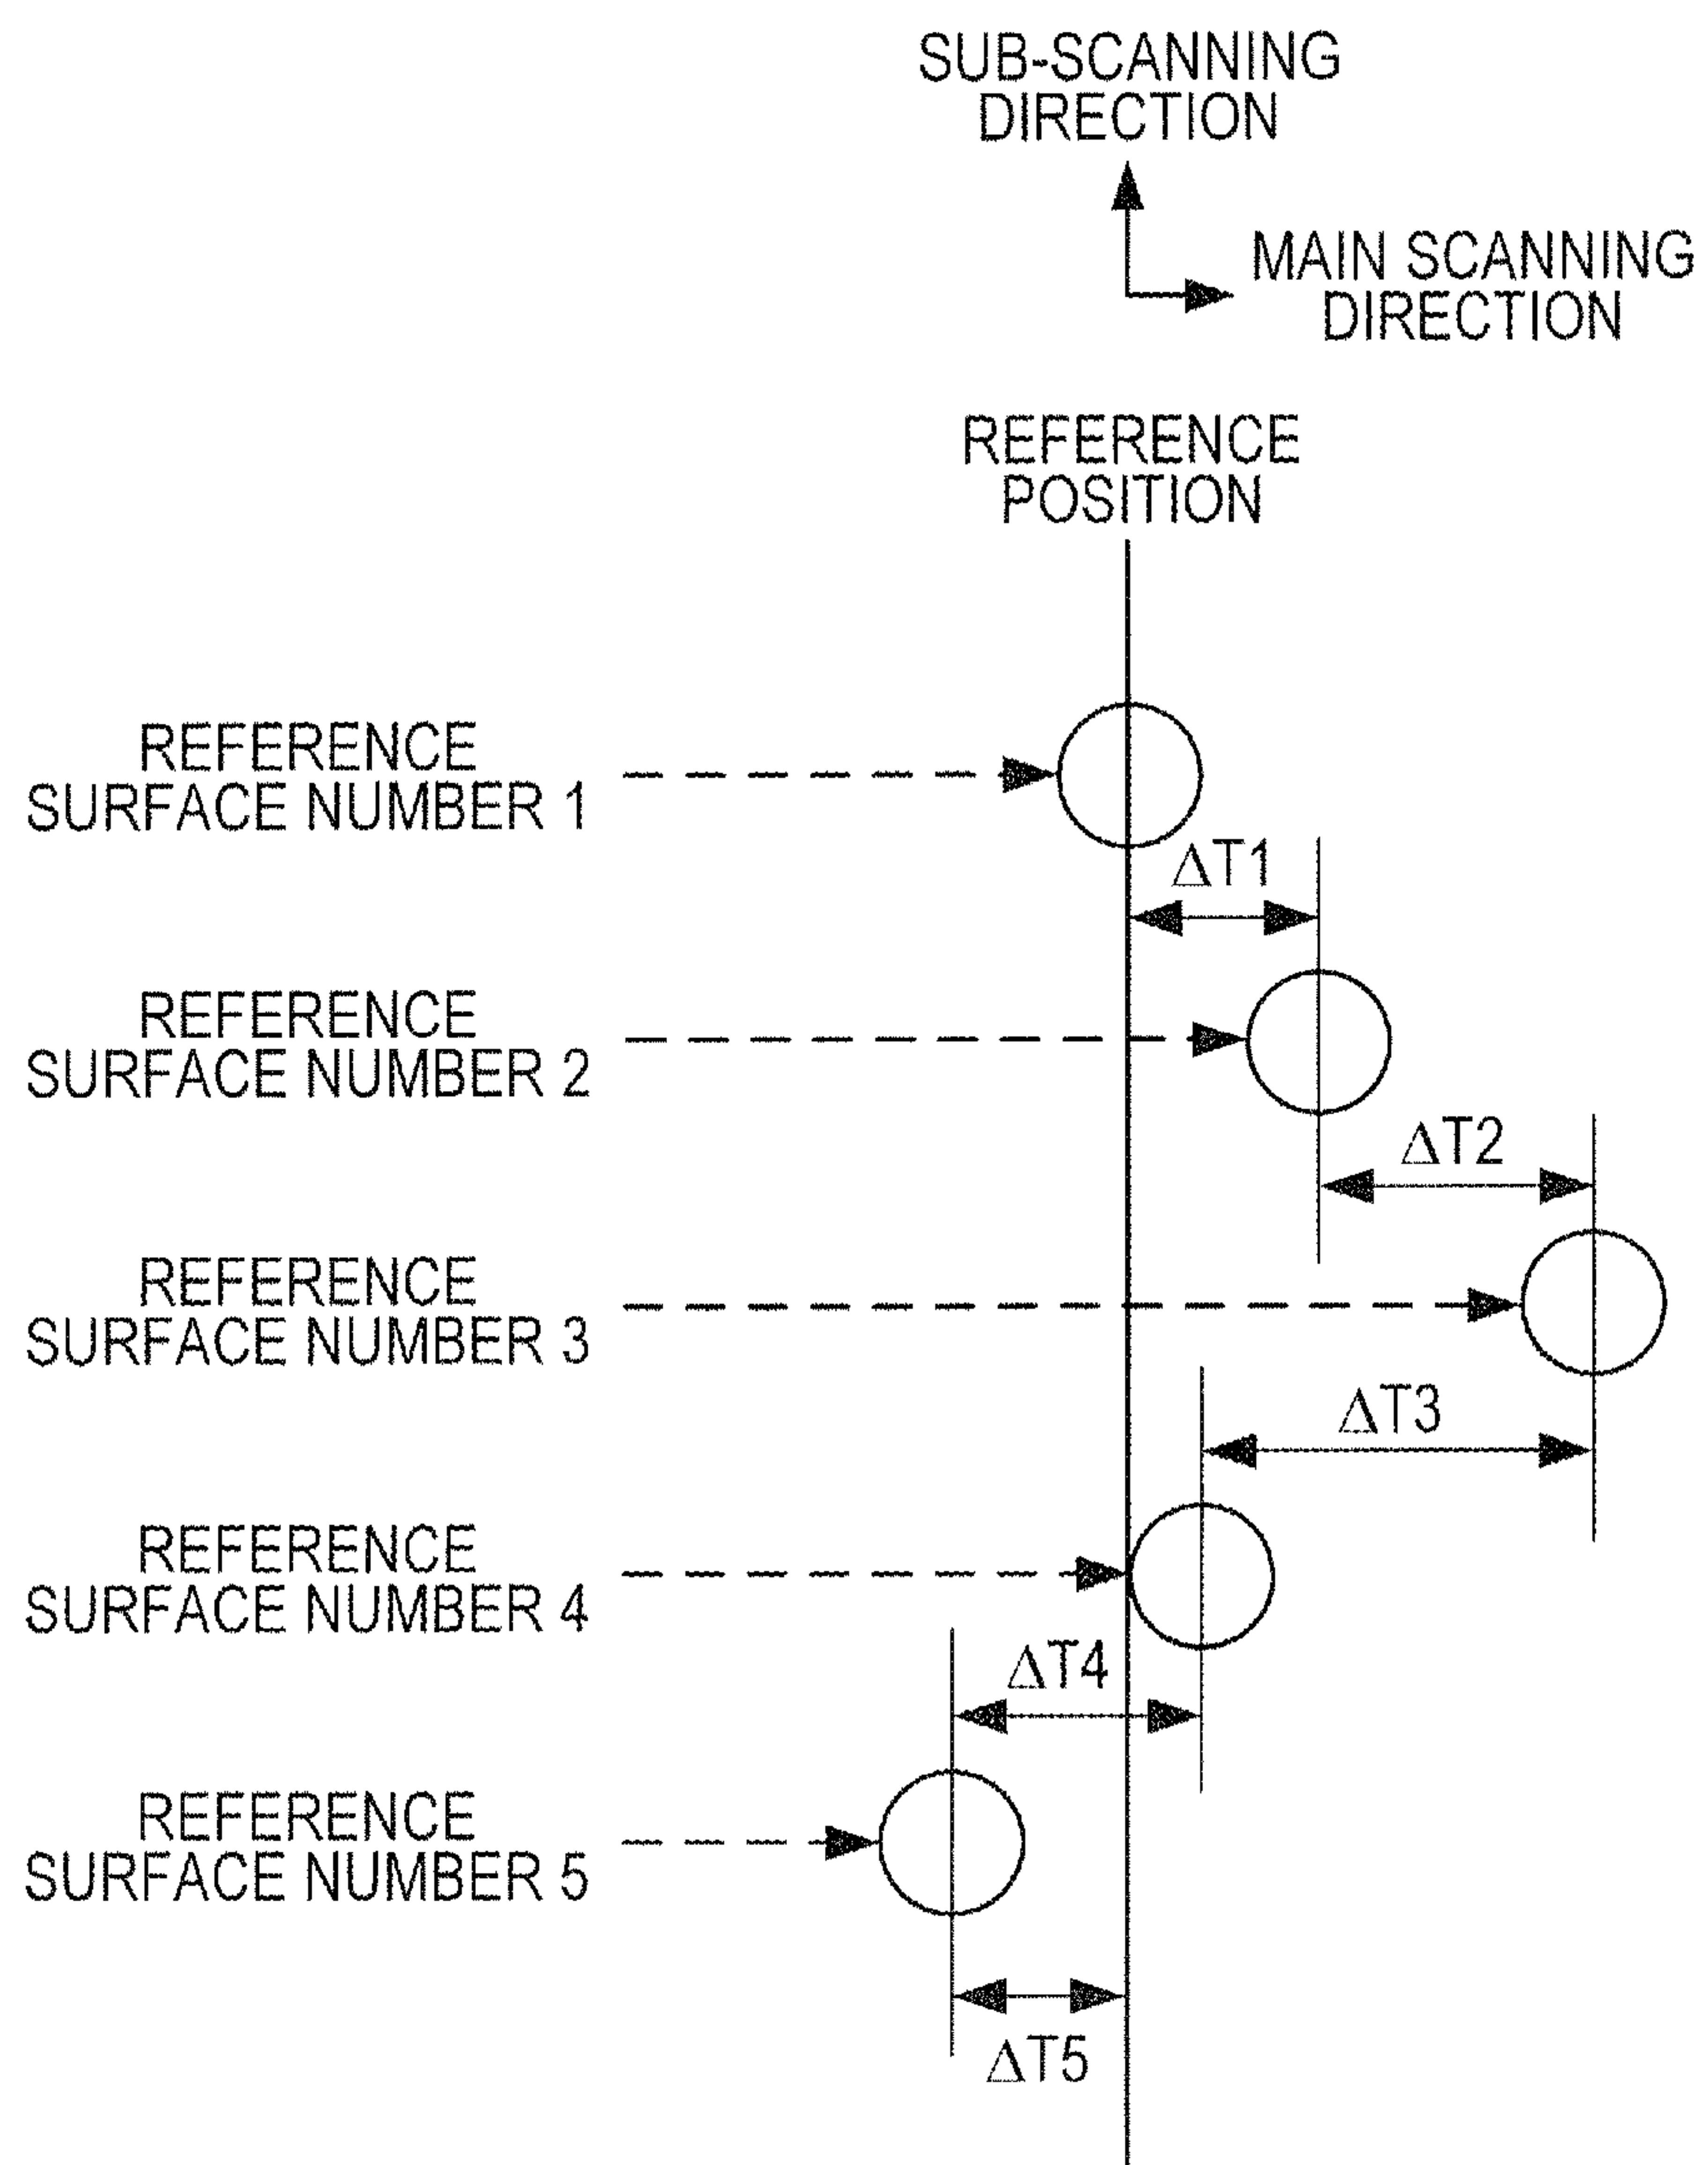 SUB-SCANNING
DIRECTION
MAIN SCANNING
DIRECTION
REFERENCE
POSITION
REFERENCE
SURFACE NUMBER 1
ΔT1
REFERENCE
SURFACE NUMBER 2
ΔT2
REFERENCE
SURFACE NUMBER 3
ΔT3
REFERENCE
SURFACE NUMBER 4
ΔT4
REFERENCE
SURFACE NUMBER 5
ΔT5